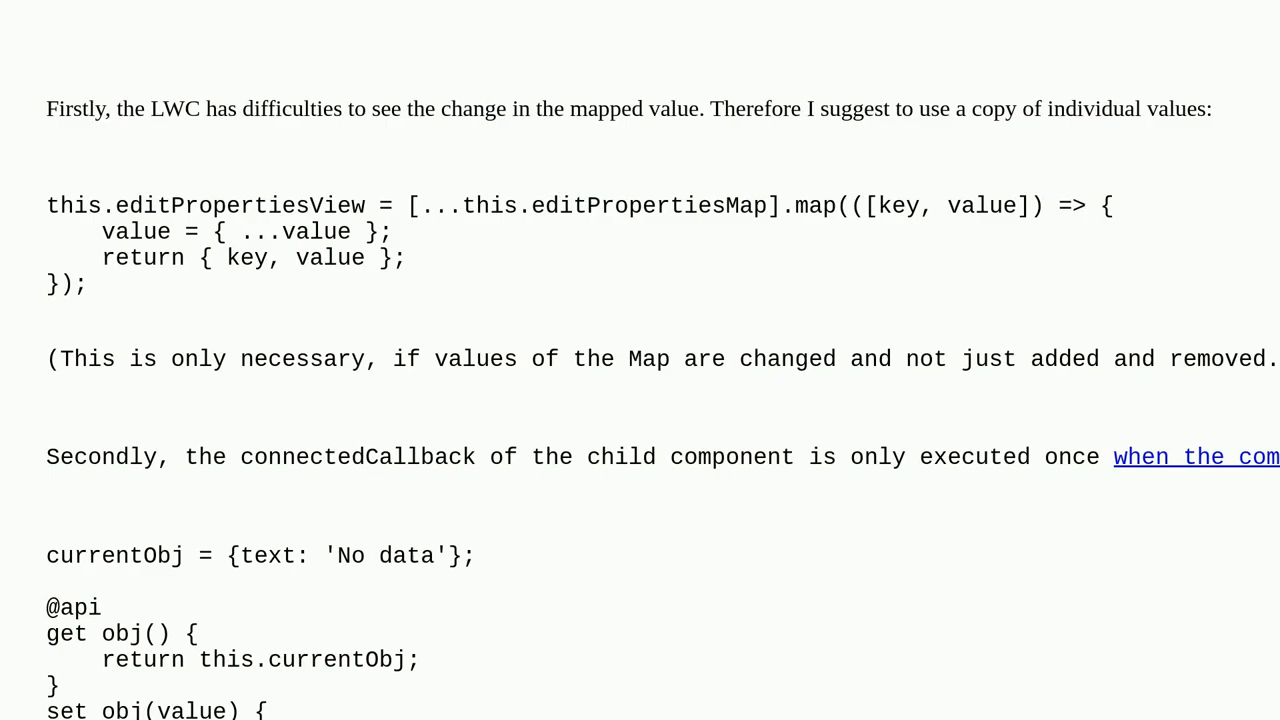 Firstly, the LWC has difficulties to see the change in the mapped value. Therefore I suggest to use a copy of individual values:
this.editPropertiesView = [...this.editPropertiesMap].map(([key, value]) => {
    value = { ...value };
    return { key, value };
});
(This is only necessary, if values of the Map are changed and not just added and removed.
Secondly, the connectedCallback of the child component is only executed once when the com
currentObj = {text: 'No data'};
@api
get obj() {
    return this.currentObj;
}
set obj(value) {